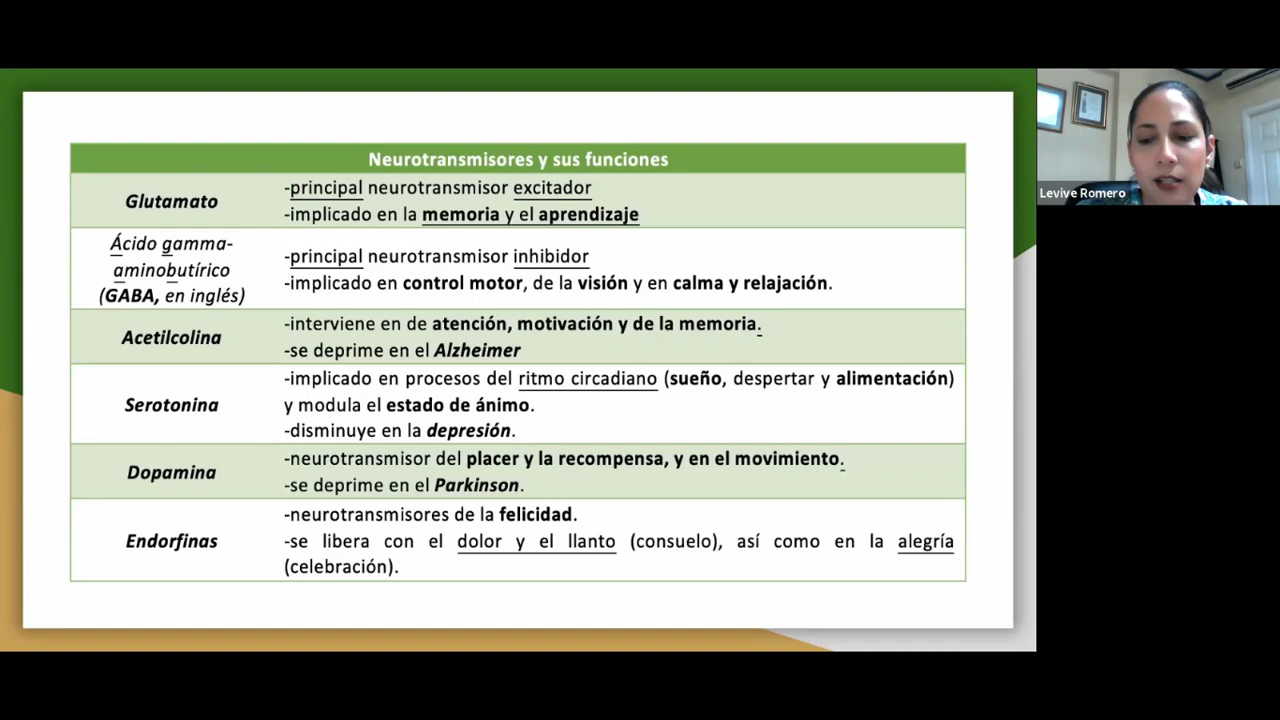 Neurotransmisores y sus funciones
Glutamato
-principal neurotransmisor excitador
-implicado en la memoria y el aprendizaje
Ácido gamma-
aminobutírico
(GABA, en inglés)
-principal neurotransmisor inhibidor
-implicado en control motor, de la visión y en calma y relajación.
Acetilcolina
-interviene en de atención, motivación y de la memoria.
-se deprime en el Alzheimer
Serotonina
-implicado en procesos del ritmo circadiano (sueño, despertar y alimentación)
y modula el estado de ánimo.
-disminuye en la depresión.
Dopamina
-neurotransmisor del placer y la recompensa, y en el movimiento.
-se deprime en el Parkinson.
Endorfinas
-neurotransmisores de la felicidad.
-se libera con el dolor y el llanto (consuelo), así como en la alegría
(celebración).
Levive Romero